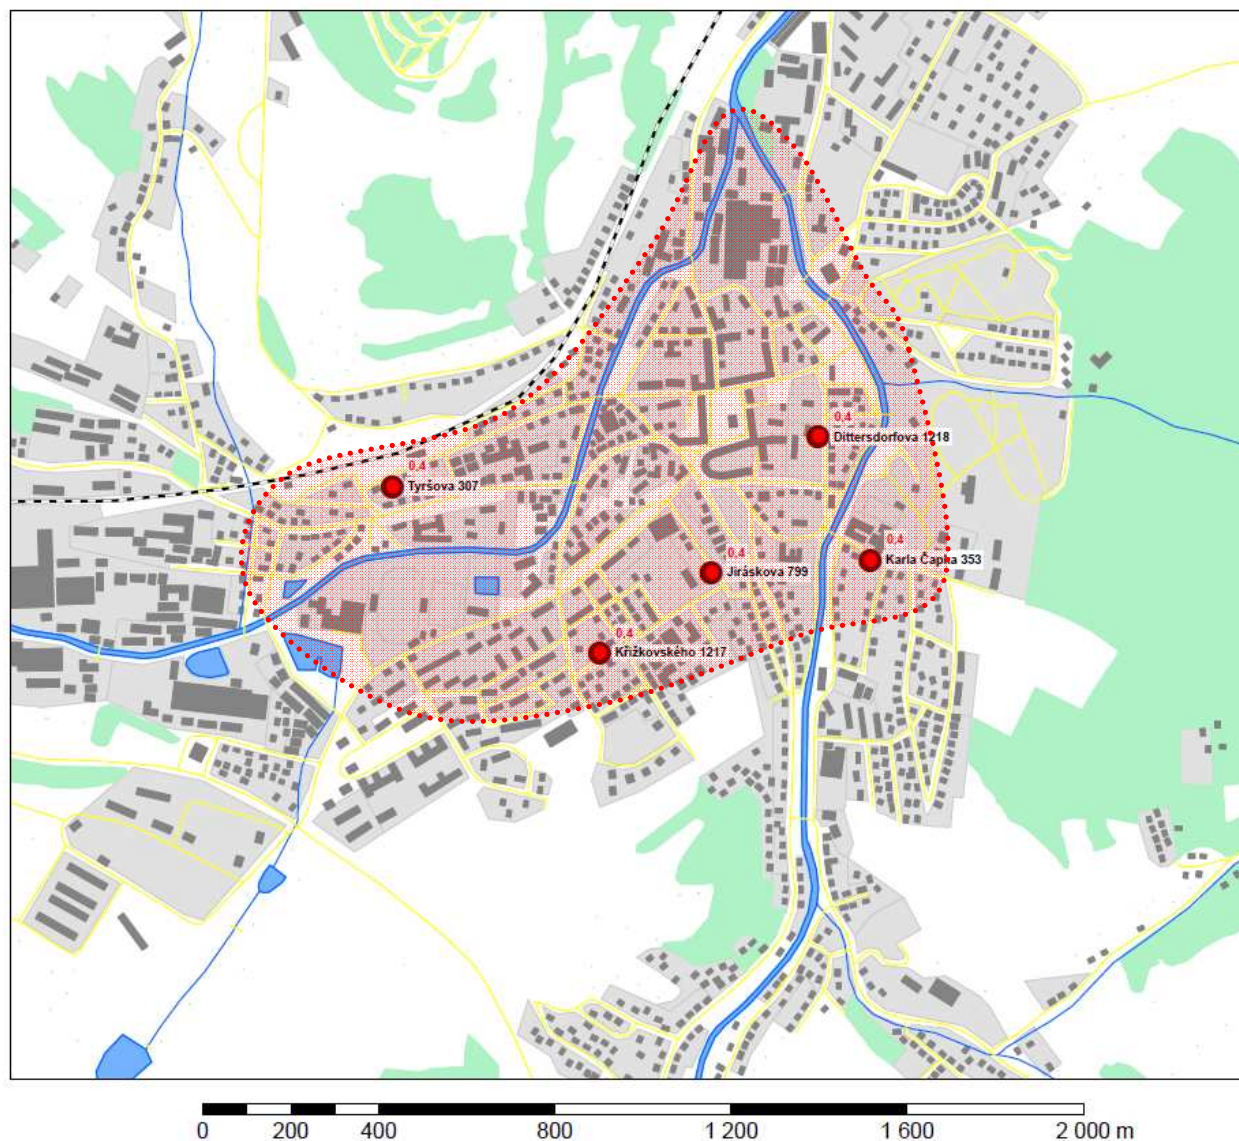 0,4
Dittersdorfova 1218
0,4
Tyršova 307
0,4
Karla Čapka 353
0,4
Jiráskova 799
0,4
Křižkovského 1217
0 200 400 800 1 200 1 600 2 000 m